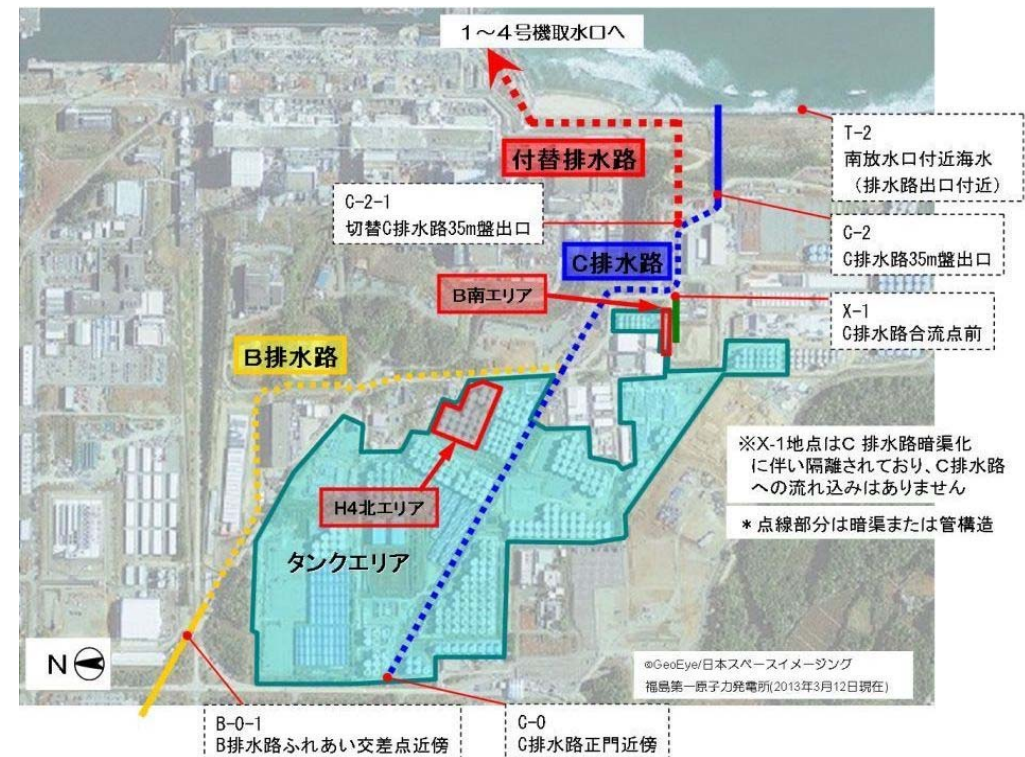 1～4号機取水口へ
付替排水路
T-2
南放水口付近海水
（排水路出口付近）
C-2-1
切替C排水路35m盤出口
C排水路
C-2
C排水路35m盤出口
B南エリア
X-1
C排水路合流点前
B排水路
※X-1地点はC 排水路暗渠化
に伴い隔離されており、C排水路
への流れ込みはありません
H4北エリア
＊点線部分は暗渠または管構造
タンクエリア
N
©GeoEye/日本スペースイメージング
福島第一原子力発電所(2013年3月12日現在)
B-0-1
B排水路ふれあい交差点近傍
C-0
C排水路正門近傍